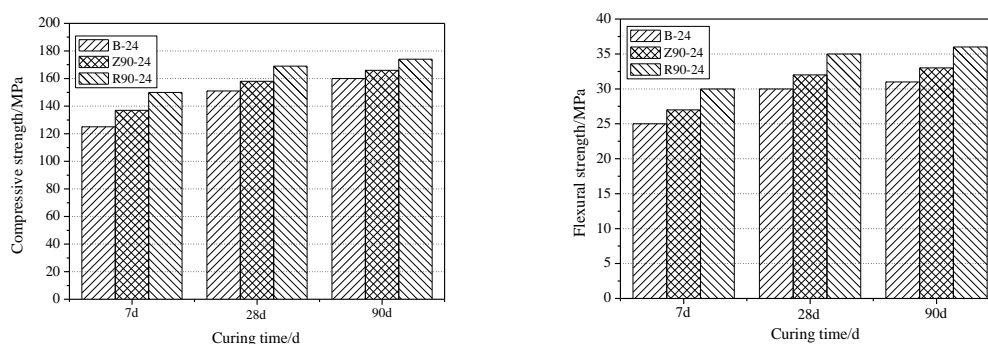 200
180
160
140
120
100
80
60
40
20
0
Compressive strength/MPa
B-24
Z90-24
R90-24
7d 28d 90d
Curing time/d
40
35
30
25
20
15
10
5
0
Flexural strength/MPa
B-24
Z90-24
R90-24
7d 28d 90d
Curing time/d